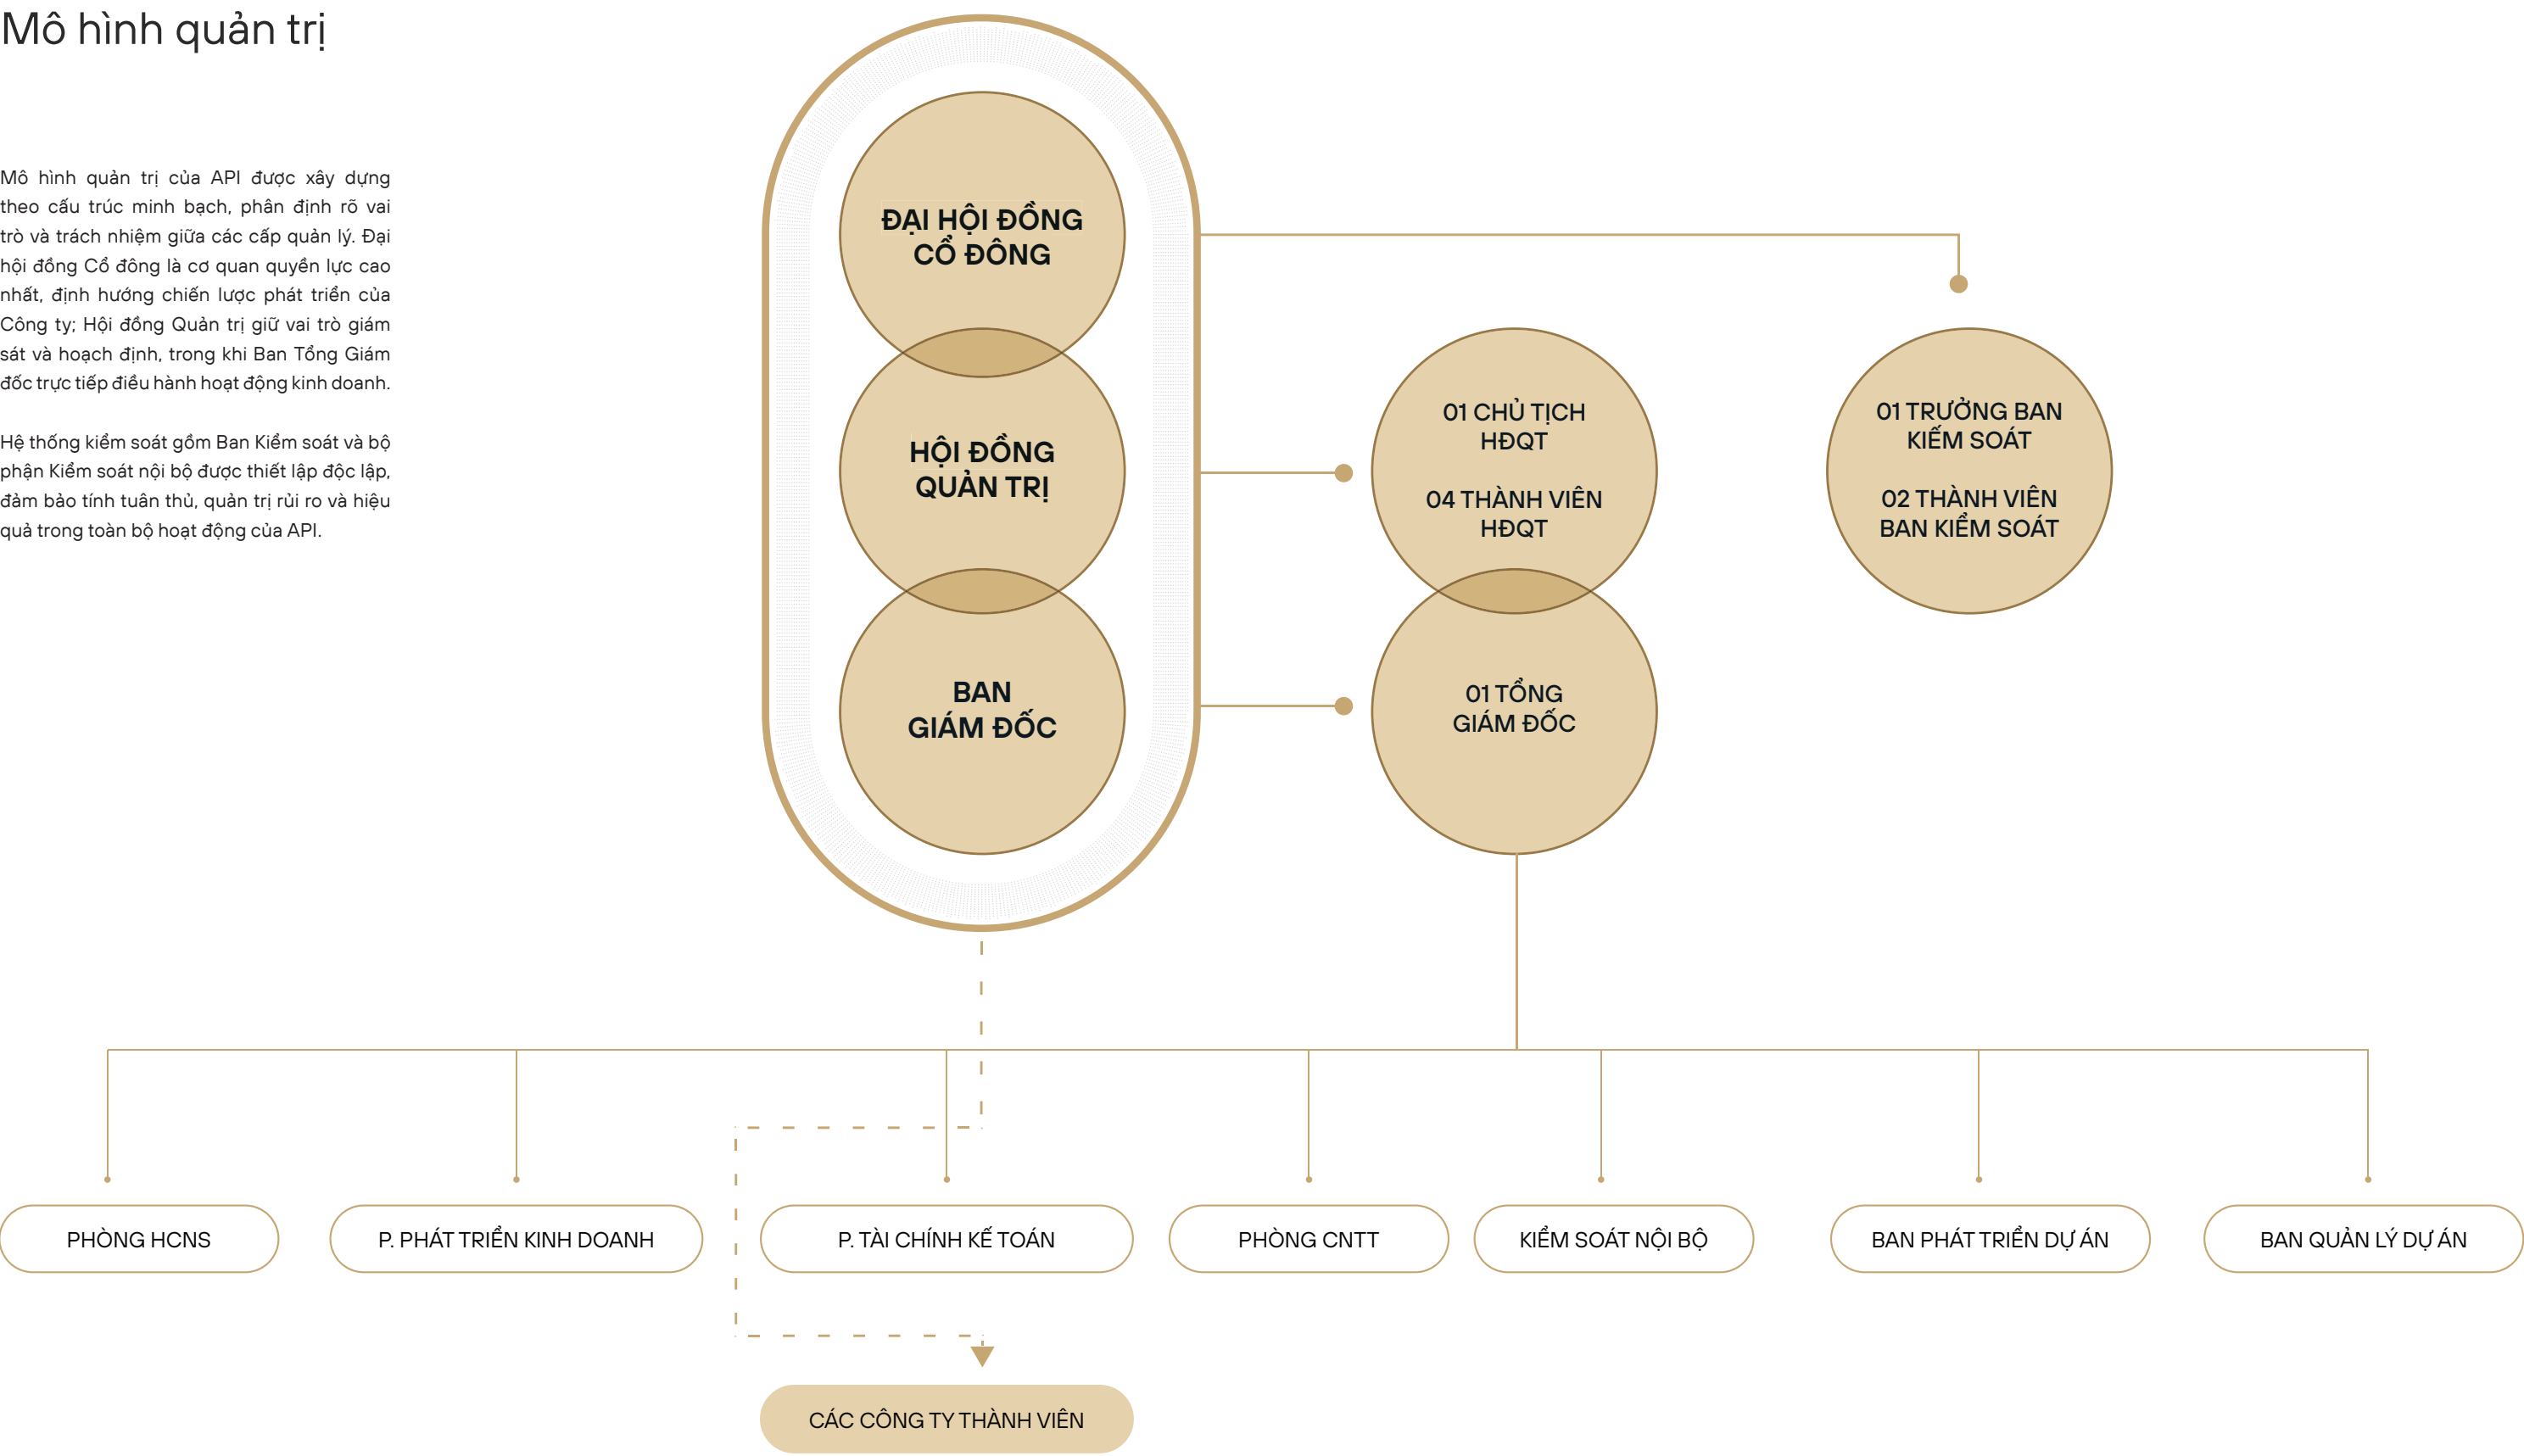 Mô hình quản trị
Mô hình quản trị của API được xây dựng
theo cấu trúc minh bạch, phân định rõ vai
trò và trách nhiệm giữa các cấp quản lý. Đại
hội đồng Cổ đông là cơ quan quyền lực cao
nhất, định hướng chiến lược phát triển của
Công ty; Hội đồng Quản trị giữ vai trò giám
sát và hoạch định, trong khi Ban Tổng Giám
đốc trực tiếp điều hành hoạt động kinh doanh.
Hệ thống kiểm soát gồm Ban Kiểm soát và bộ
phận Kiểm soát nội bộ được thiết lập độc lập,
đảm bảo tính tuân thủ, quản trị rủi ro và hiệu
quả trong toàn bộ hoạt động của API.
ĐẠI HỘI ĐỒNG
CỔ ĐÔNG
HỘI ĐỒNG
QUẢN TRỊ
BAN
GIÁM ĐỐC
01 CHỦ TỊCH
HĐQT
04 THÀNH VIÊN
HĐQT
01 TỔNG
GIÁM ĐỐC
01 TRƯỞNG BAN
KIẾM SOÁT
02 THÀNH VIÊN
BAN KIỂM SOÁT
PHÒNG HCNS
P. PHÁT TRIỂN KINH DOANH
P. TÀI CHÍNH KẾ TOÁN
PHÒNG CNTT
KIỂM SOÁT NỘI BỘ
BAN PHÁT TRIỂN DỰ ÁN
BAN QUẢN LÝ DỰ ÁN
CÁC CÔNG TY THÀNH VIÊN